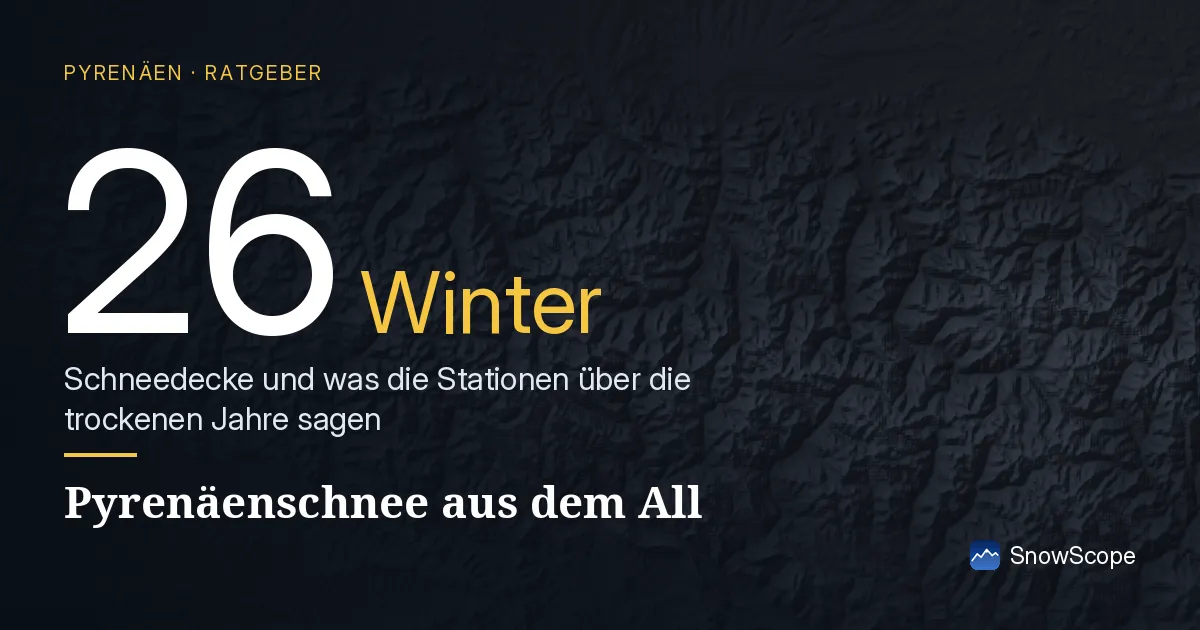 PYRENÄEN · RATGEBER
26 Winter
Schneedecke und was die Stationen über die
trockenen Jahre sagen
Pyrenäenschnee aus dem All
SnowScope